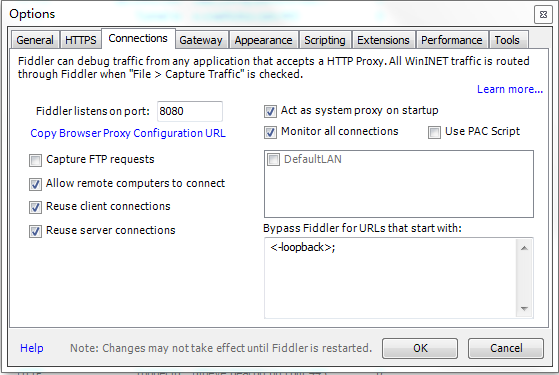 Options
General HTTPS Connections Gateway Appearance Scripting Extensions Performance Tools
Fiddler can debug traffic from any application that accepts a HTTP Proxy. All WinINET traffic is routed
through Fiddler when "File > Capture Traffic" is checked.
Learn more...
Fiddler listens on port: 8080
Copy Browser Proxy Configuration URL
Capture FTP requests
Allow remote computers to connect
Reuse client connections
Reuse server connections
Act as system proxy on startup
Monitor all connections Use PAC Script
DefaultLAN
Bypass Fiddler for URLs that start with:
<-loopback>;
Help Note: Changes may not take effect until Fiddler is restarted. OK Cancel